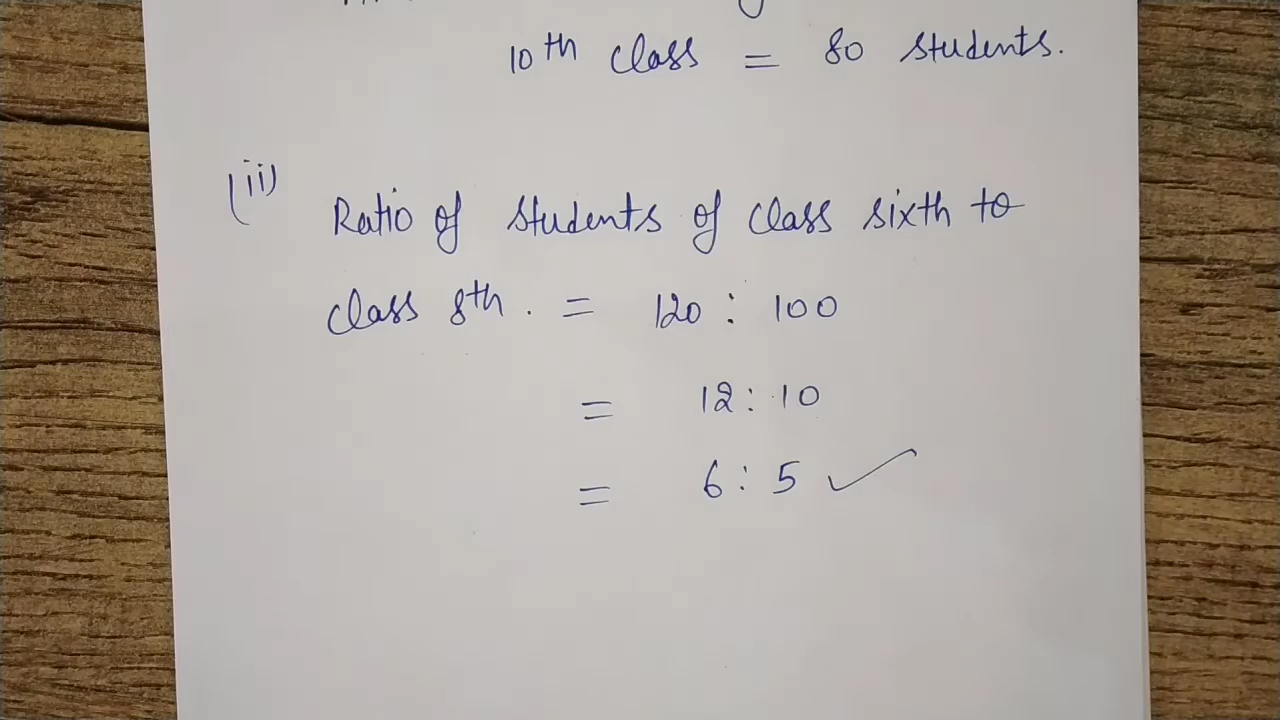 10th class = 80 students.
(ii)
Ratio of students of class sixth to
class 8th. = 120 : 100
= 12 : 10
= 6 : 5 ✓